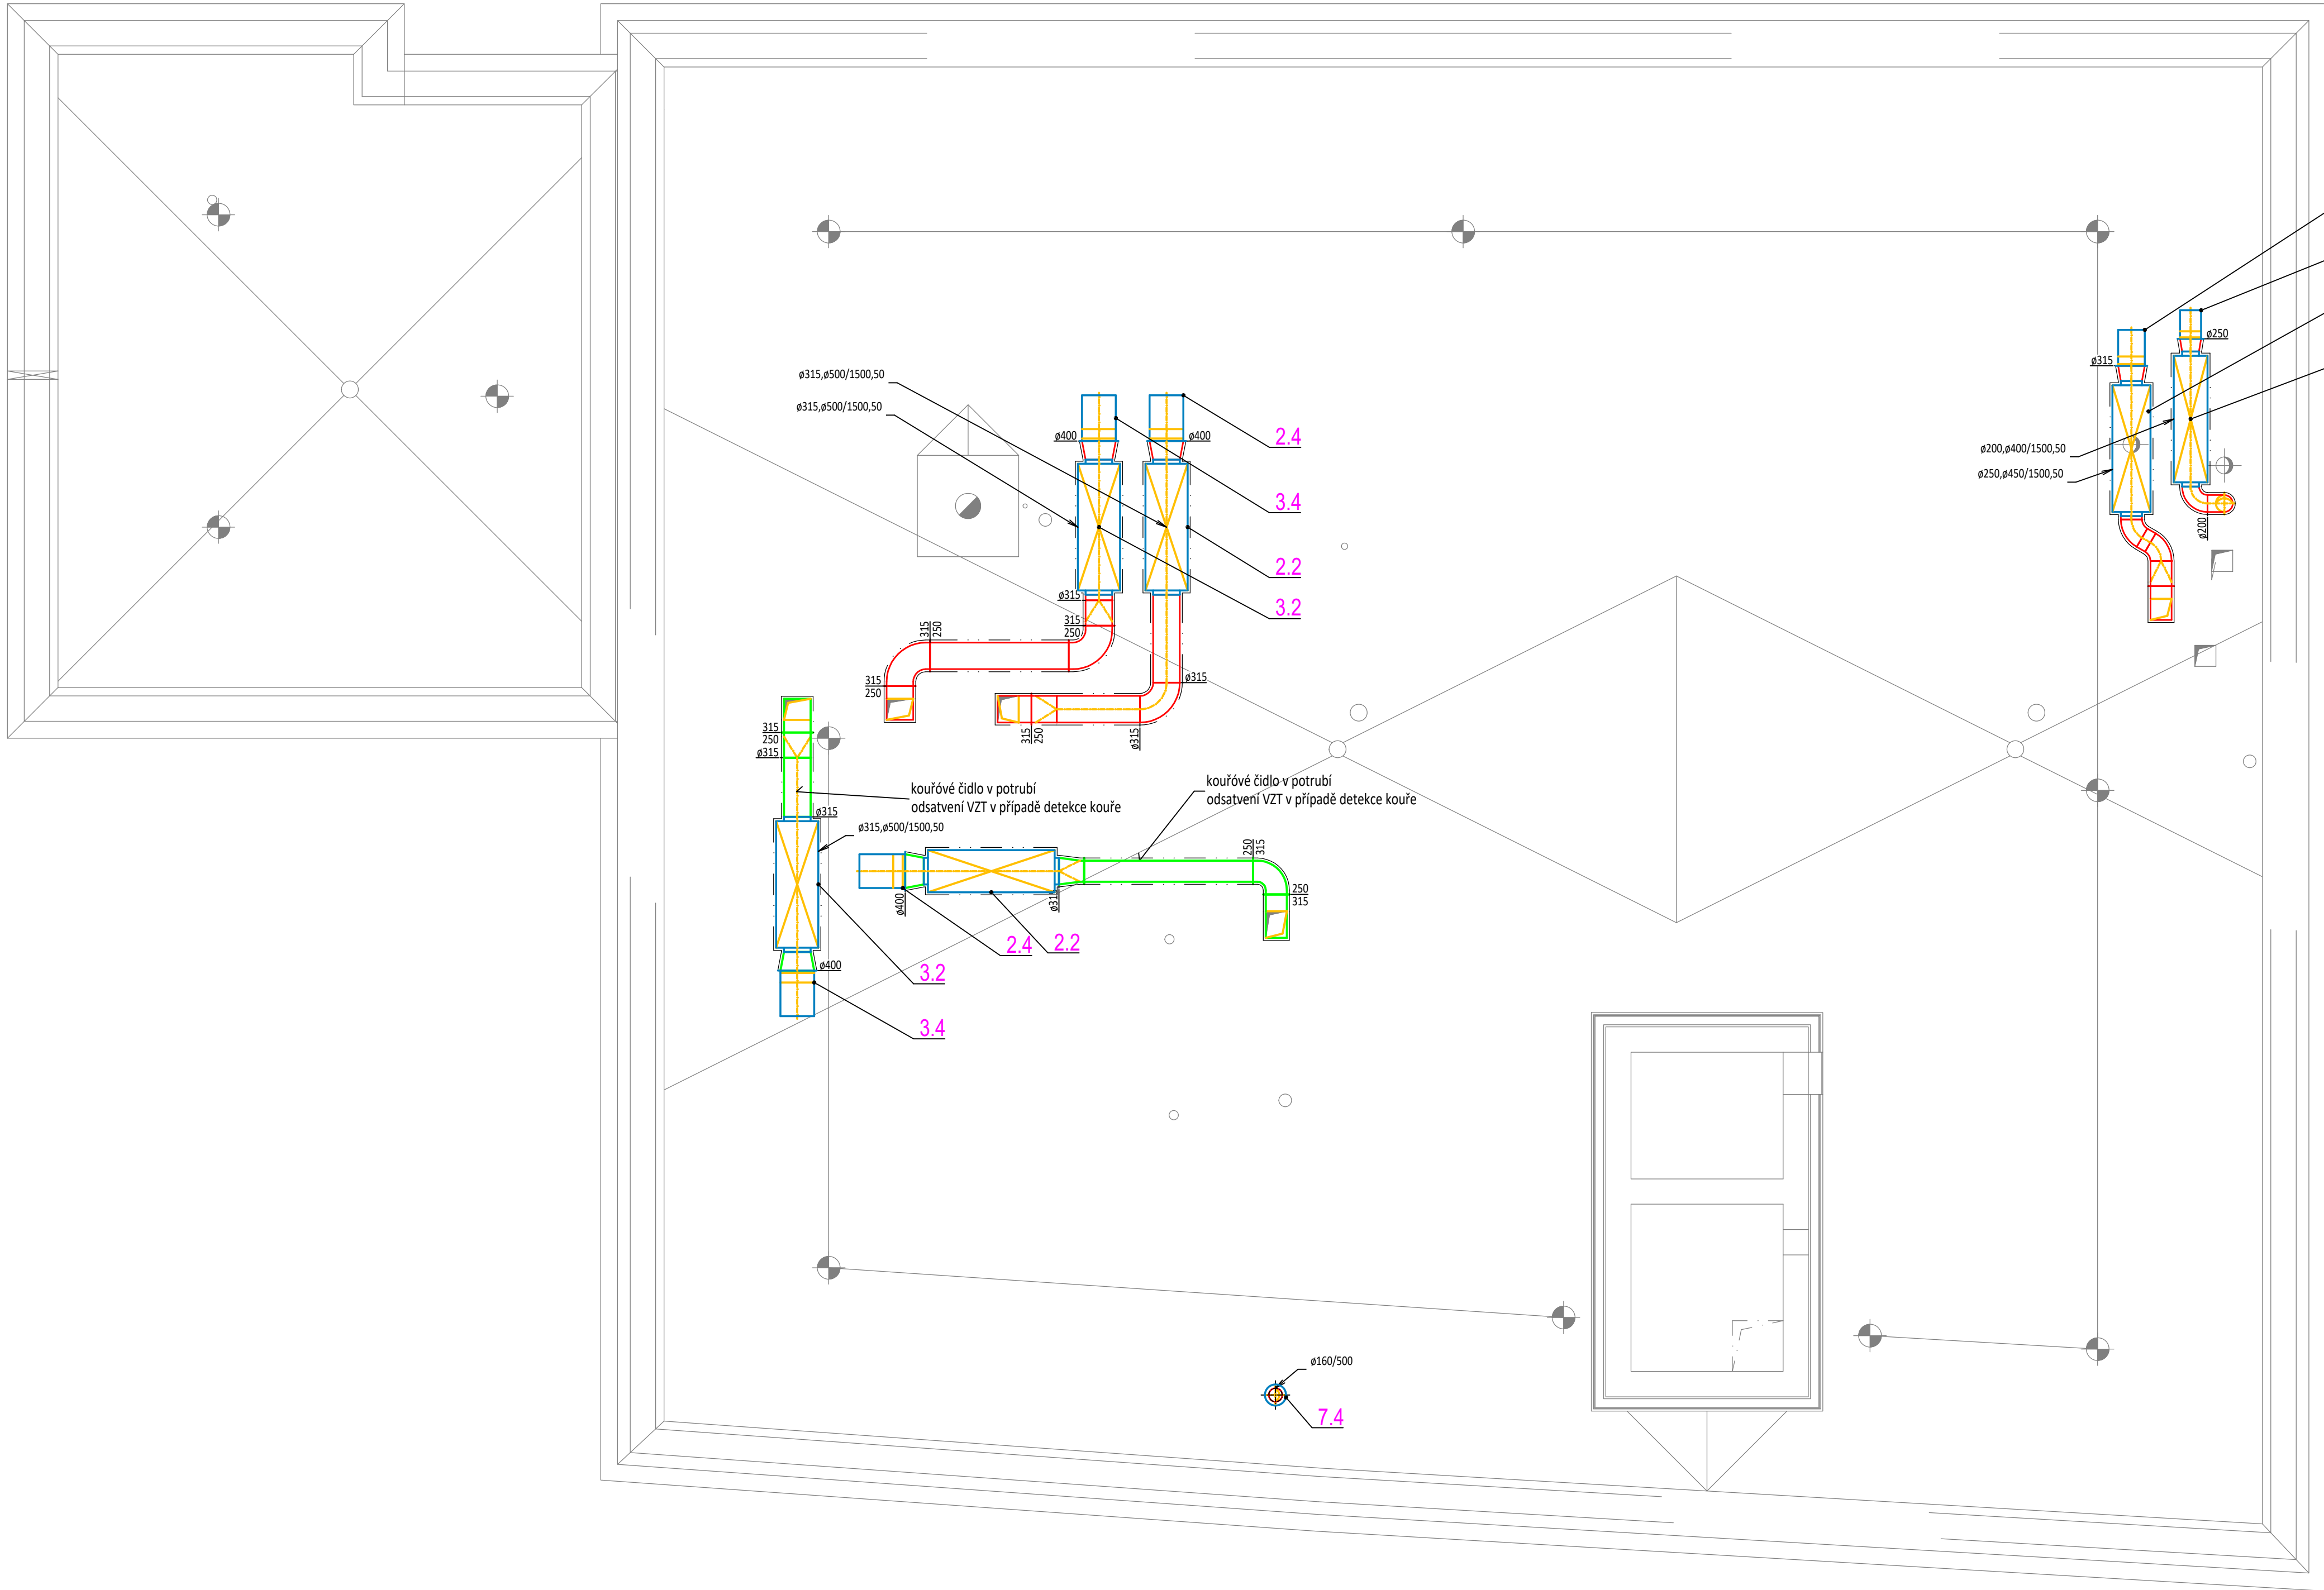 ø250
ø315
ø315,ø500/1500,50
ø315,ø500/1500,50
ø400
ø400
2.4
ø200,ø400/1500,50
ø250,ø450/1500,50
3.4
ø200
2.2
ø315
3.2
315
250
315
250
ø315
315
250
315
250
ø315
315
250
ø315
kouřóvé čidlo v potrubí
odsatvení VZT v případě detekce kouře
kouřóvé čidlo v potrubí
odsatvení VZT v případě detekce kouře
ø315
ø315,ø500/1500,50
250
315
250
315
ø400
ø315
2.4
2.2
ø400
3.2
3.4
ø160/500
7.4